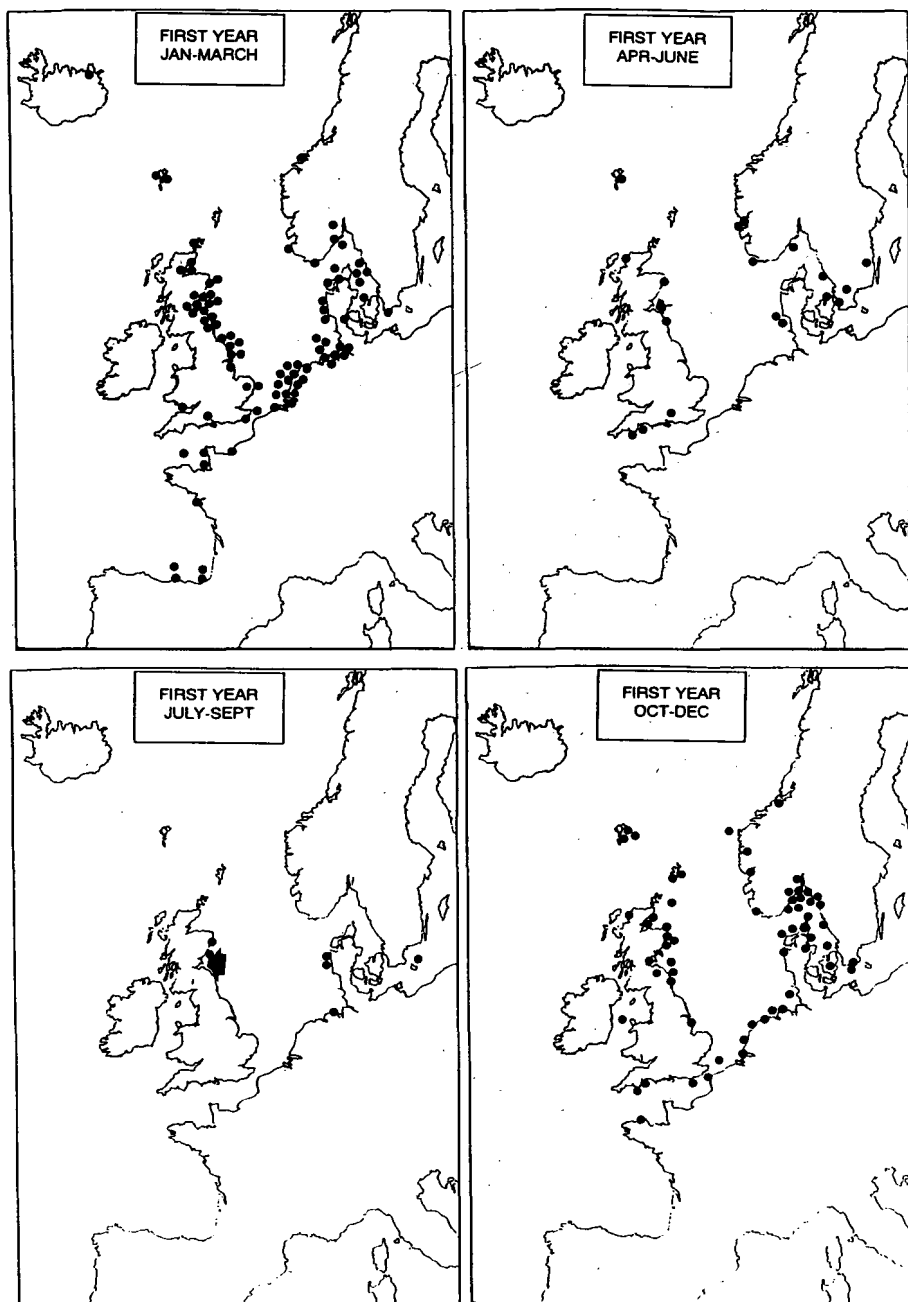 FIRST YEAR
JAN-MARCH
FIRST YEAR
APR-JUNE
FIRST YEAR
JULY-SEPT
FIRST YEAR
OCT-DEC